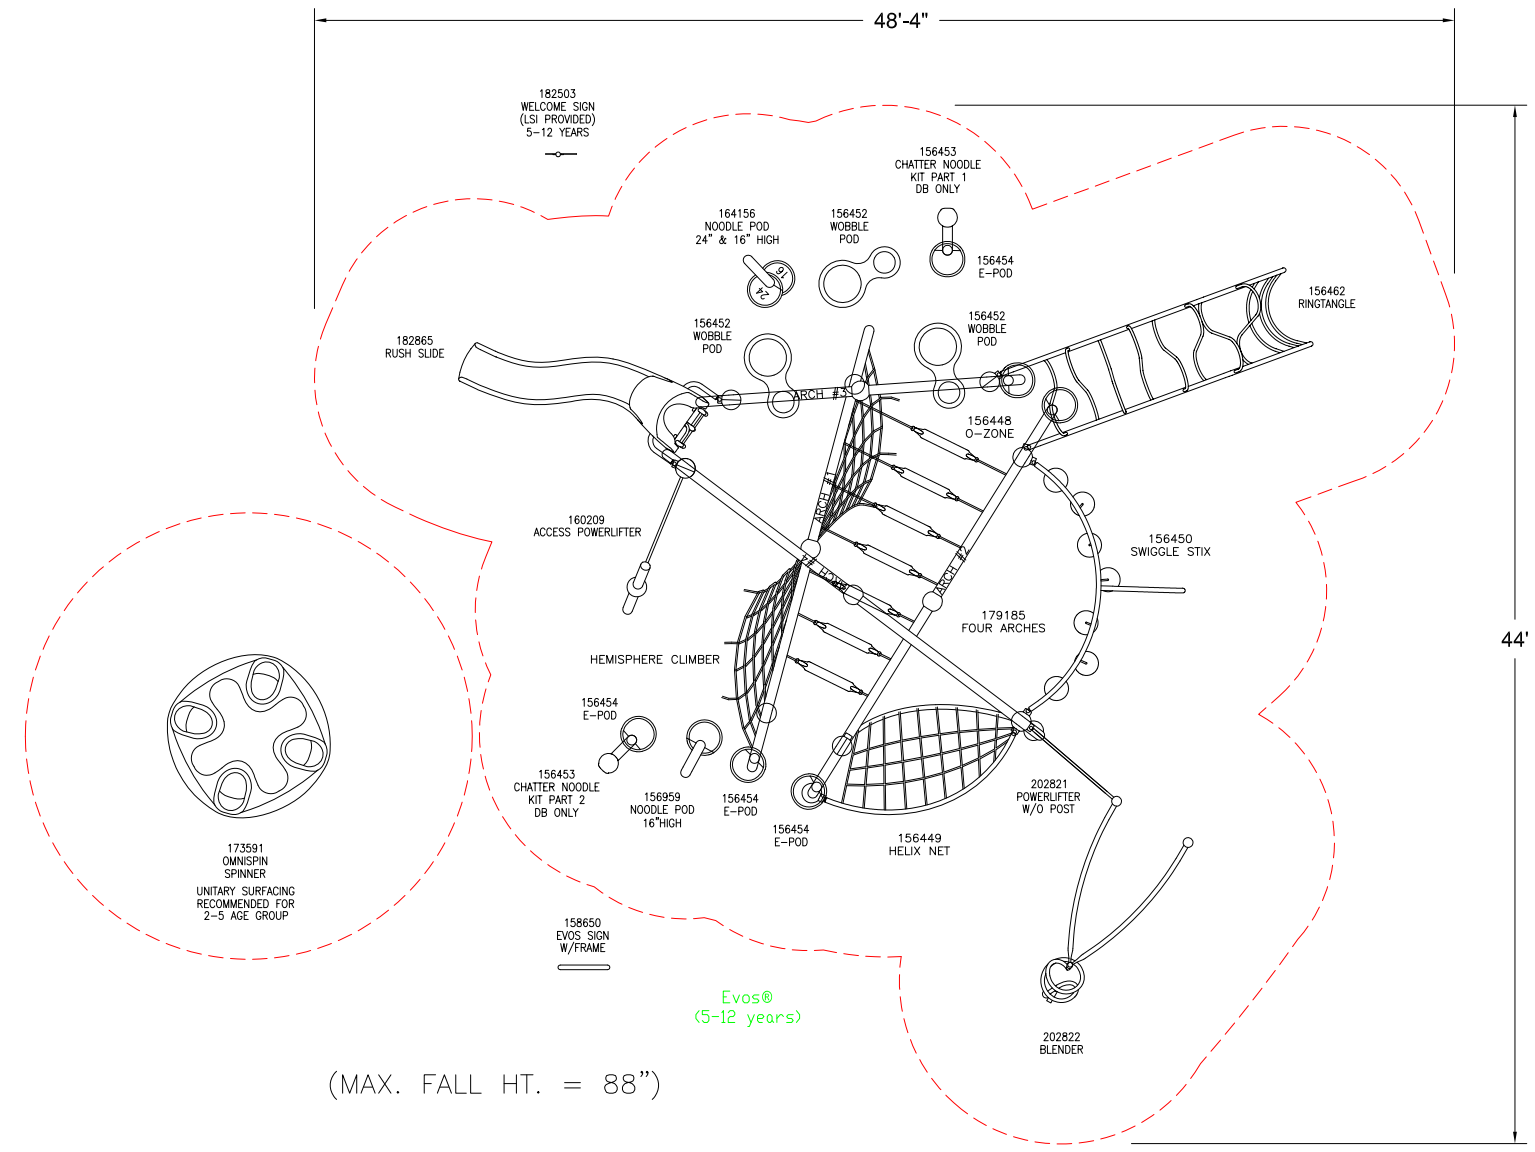 48'-4"
182503
WELCOME SIGN
(LSI PROVIDED)
5-12 YEARS
156453
CHATTER NOODLE
KIT PART 1
DB ONLY
164156
NOODLE POD
24" & 16" HIGH
156452
WOBBLE
POD
156454
E-POD
16
24
156462
RINGTANGLE
156452
WOBBLE
POD
156452
WOBBLE
POD
182865
RUSH SLIDE
ARCH #3
156448
O-ZONE
ARCH #1
160209
ACCESS POWERLIFTER
156450
SWIGGLE STIX
ARCH #2
ARCH #4
179185
FOUR ARCHES
44'
HEMISPHERE CLIMBER
156454
E-POD
156453
CHATTER NOODLE
KIT PART 2
DB ONLY
156959
NOODLE POD
16"HIGH
156454
E-POD
156454
E-POD
202821
POWERLIFTER
W/O POST
156449
HELIX NET
173591
OMNISPIN
SPINNER
UNITARY SURFACING
RECOMMENDED FOR
2-5 AGE GROUP
158650
EVOS SIGN
W/FRAME
Evos®
(5-12 years)
202822
BLENDER
(MAX. FALL HT. = 88")